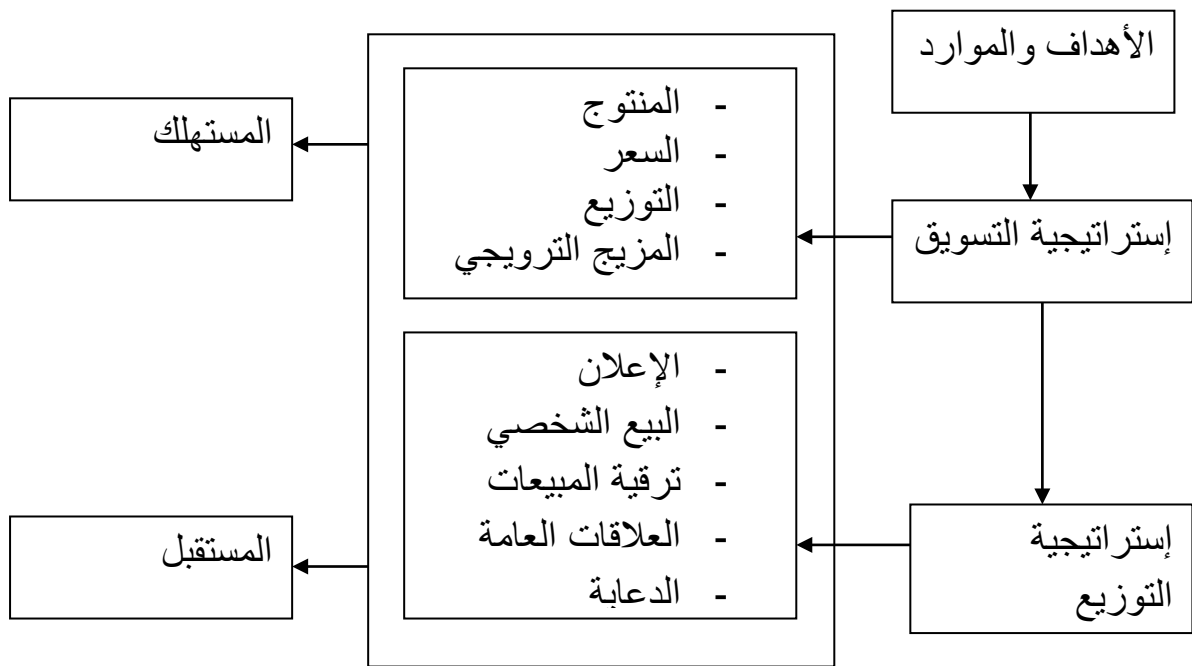 الأهداف والموارد
- المنتوج
- السعر
- التوزيع
- المزيج الترويجي
المستهلك
إستراتيجية التسويق
- الإعلان
- البيع الشخصي
- ترقية المبيعات
- العلاقات العامة
- الدعاية
المستقبل
إستراتيجية
التوزيع